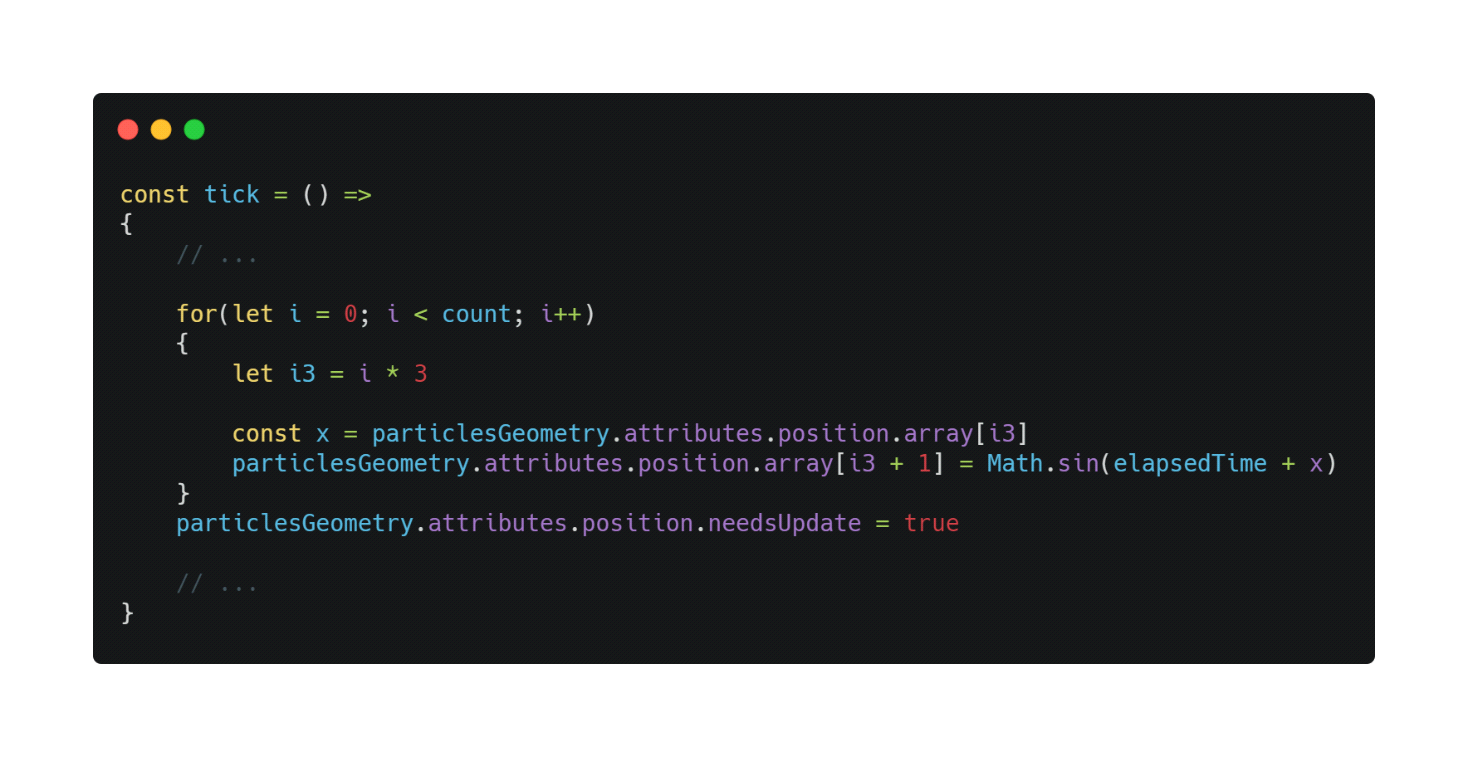 const tick = () =>
{
    // ...

    for(let i = 0; i < count; i++)
    {
        let i3 = i * 3

        const x = particlesGeometry.attributes.position.array[i3]
        particlesGeometry.attributes.position.array[i3 + 1] = Math.sin(elapsedTime + x)
    }
    particlesGeometry.attributes.position.needsUpdate = true

    // ...
}